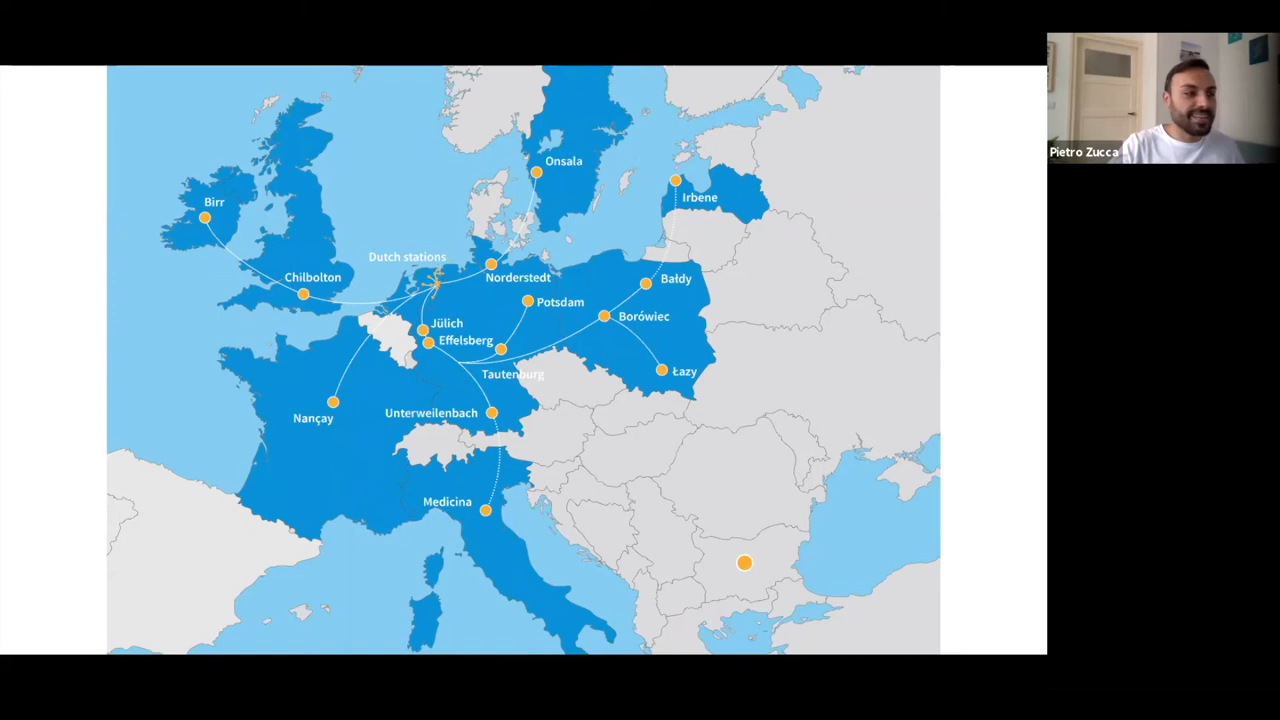 Onsala
Irbene
Birr
Dutch stations
Chilbolton
Norderstedt
Bałdy
Potsdam
Borówiec
Jülich
Effelsberg
Tautenburg
Łazy
Nançay
Unterweilenbach
Medicina
Pietro Zucca